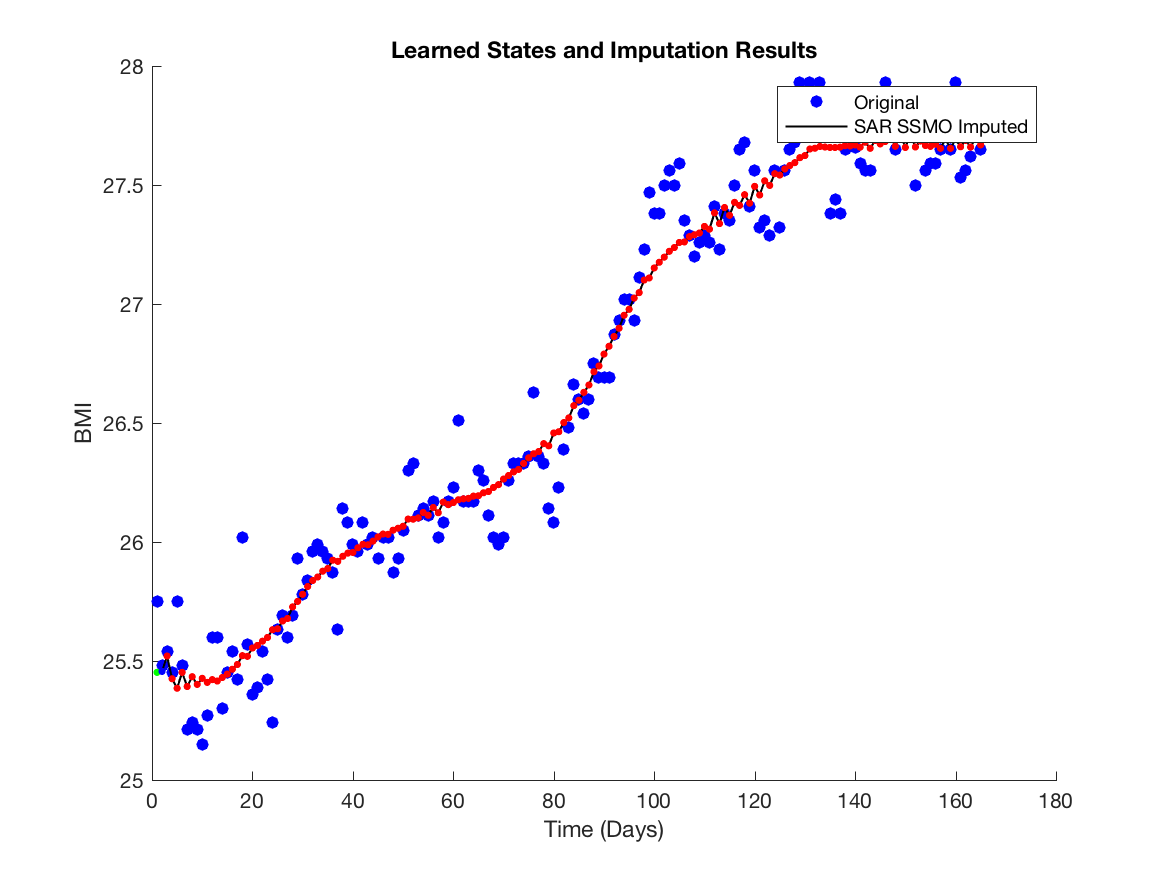 Learned States and Imputation Results
28
Original
SAR SSMO Imputed
27.5
27
26.5
26
25.5
25
BMI
0 20 40 60 80 100 120 140 160 180
Time (Days)